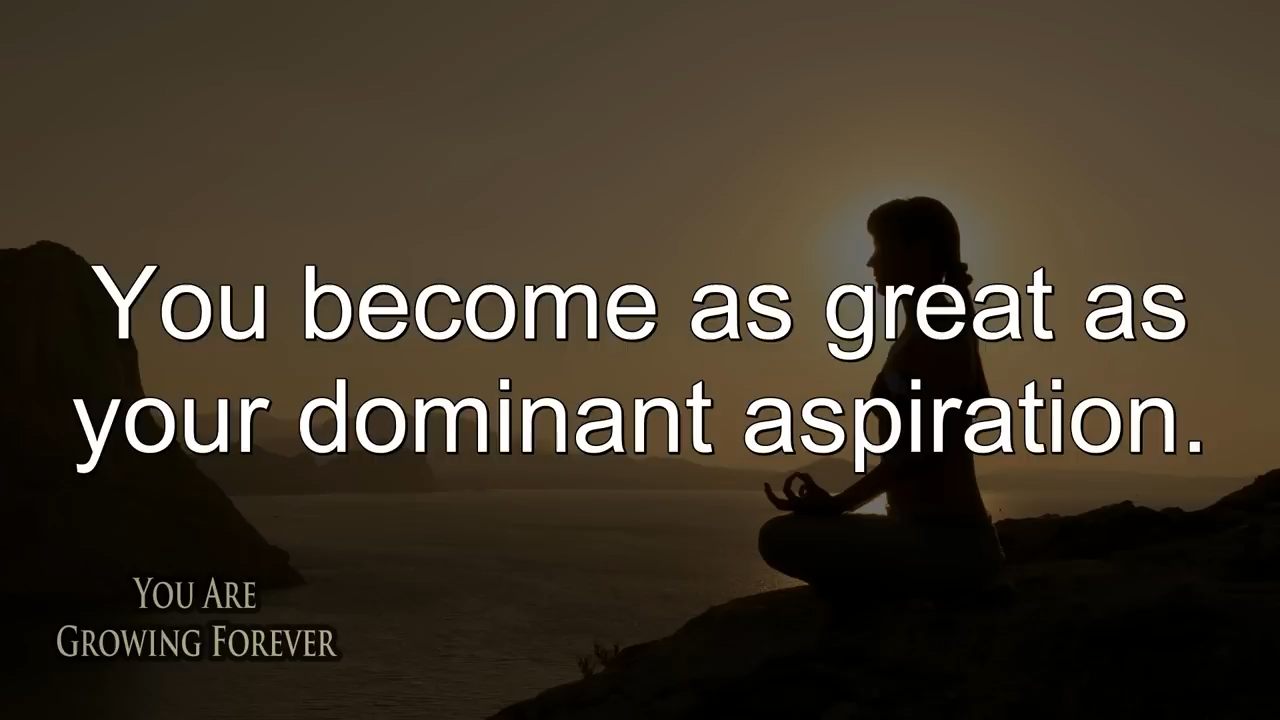 You become as great as
your dominant aspiration.
You Are
Growing Forever